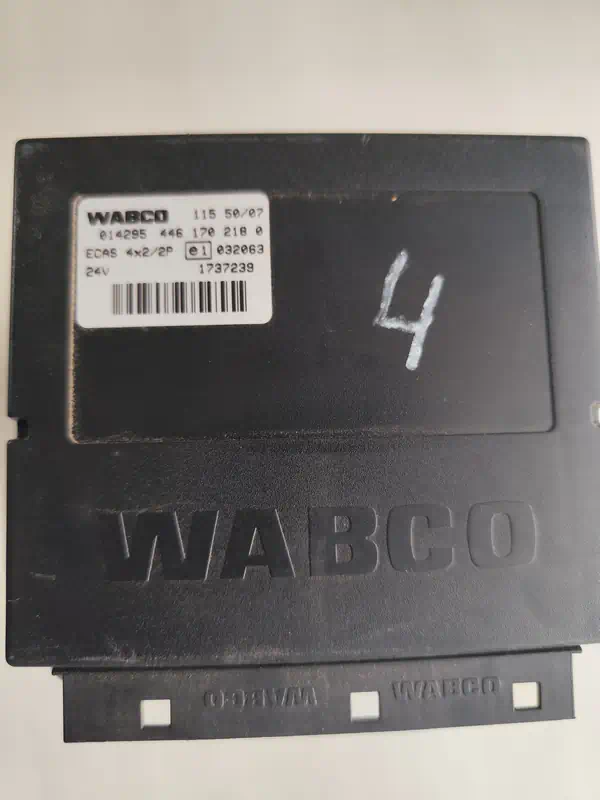 WABCO 115 50/07
014295 446 170 218 0
ECAS 4x2/2P e1 032063
24V 1737239
4
WABCO
WABCO WABCO